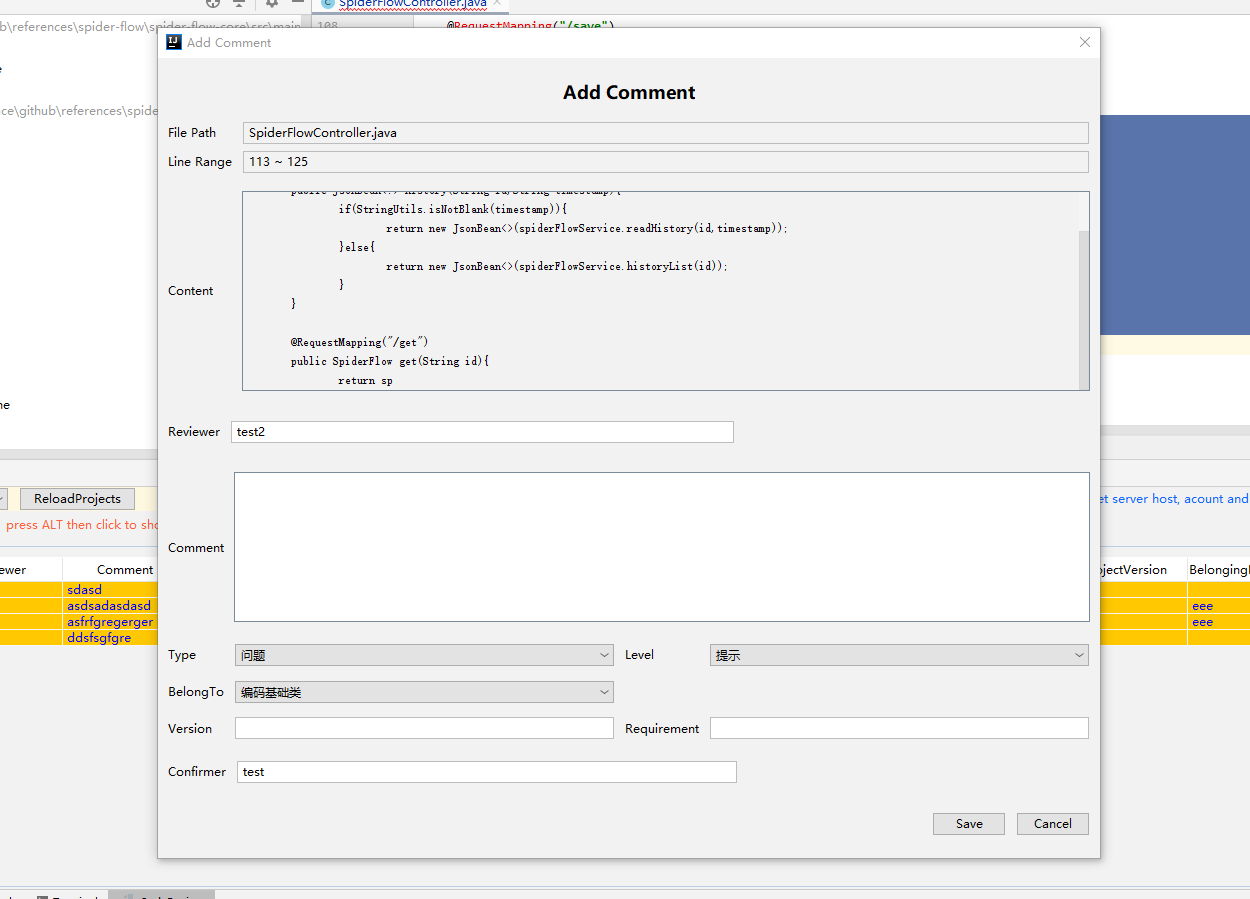 SpiderFlowController.java
b\references\spider-flow\spider-flow-core\src\main
108
@RequestMapping("/save")
Add Comment
Add Comment
ce\github\references\spide
File Path
SpiderFlowController.java
Line Range
113 ~ 125
Content
public JsonBean<?> history(String id,String timestamp){
if(StringUtils.isNotBlank(timestamp)){
return new JsonBean<>(spiderFlowService.readHistory(id,timestamp));
}else{
return new JsonBean<>(spiderFlowService.historyList(id));
}
}
@RequestMapping("/get")
public SpiderFlow get(String id){
return sp
ne
Reviewer
test2
ReloadProjects
et server host, acount and
press ALT then click to sho
Comment
ewer
Comment
ojectVersion
BelongingI
sdasd
asdsadasdasd
eee
asfrfgregerger
eee
ddsfsgfgre
Type
问题
Level
提示
BelongTo
编码基础类
Version
Requirement
Confirmer
test
Save
Cancel